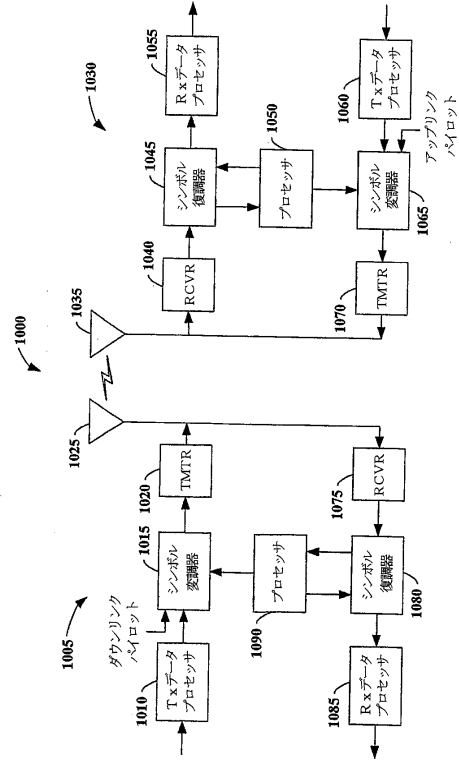 1000
1005
1030
ダウンリンク
パイロット
1010
Txデータ
プロセッサ
1015
シンボル
変調器
1020
TMTR
1025
1035
1040
RCVR
1045
シンボル
復調器
1055
Rxデータ
プロセッサ
1090
プロセッサ
1050
プロセッサ
1085
Rxデータ
プロセッサ
1080
シンボル
復調器
1075
RCVR
1070
TMTR
1065
シンボル
変調器
1060
Txデータ
プロセッサ
アップリンク
パイロット